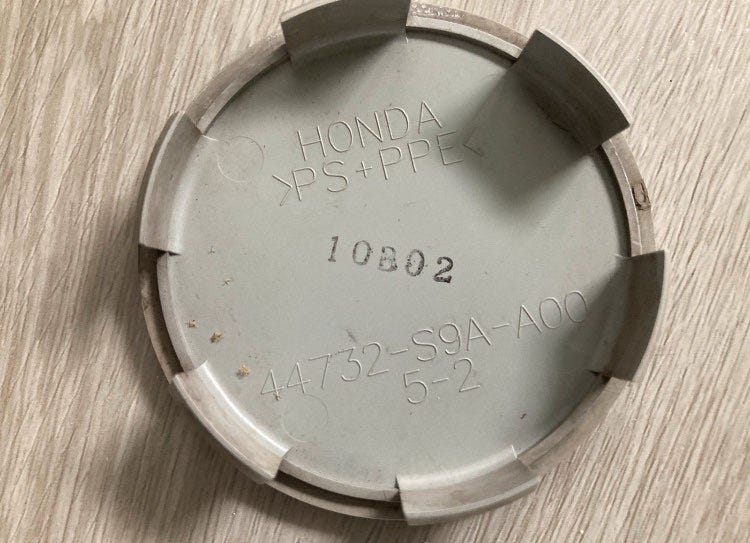 HONDA
>PS+PPE<
10B02
44732-S9A-A00
5-2